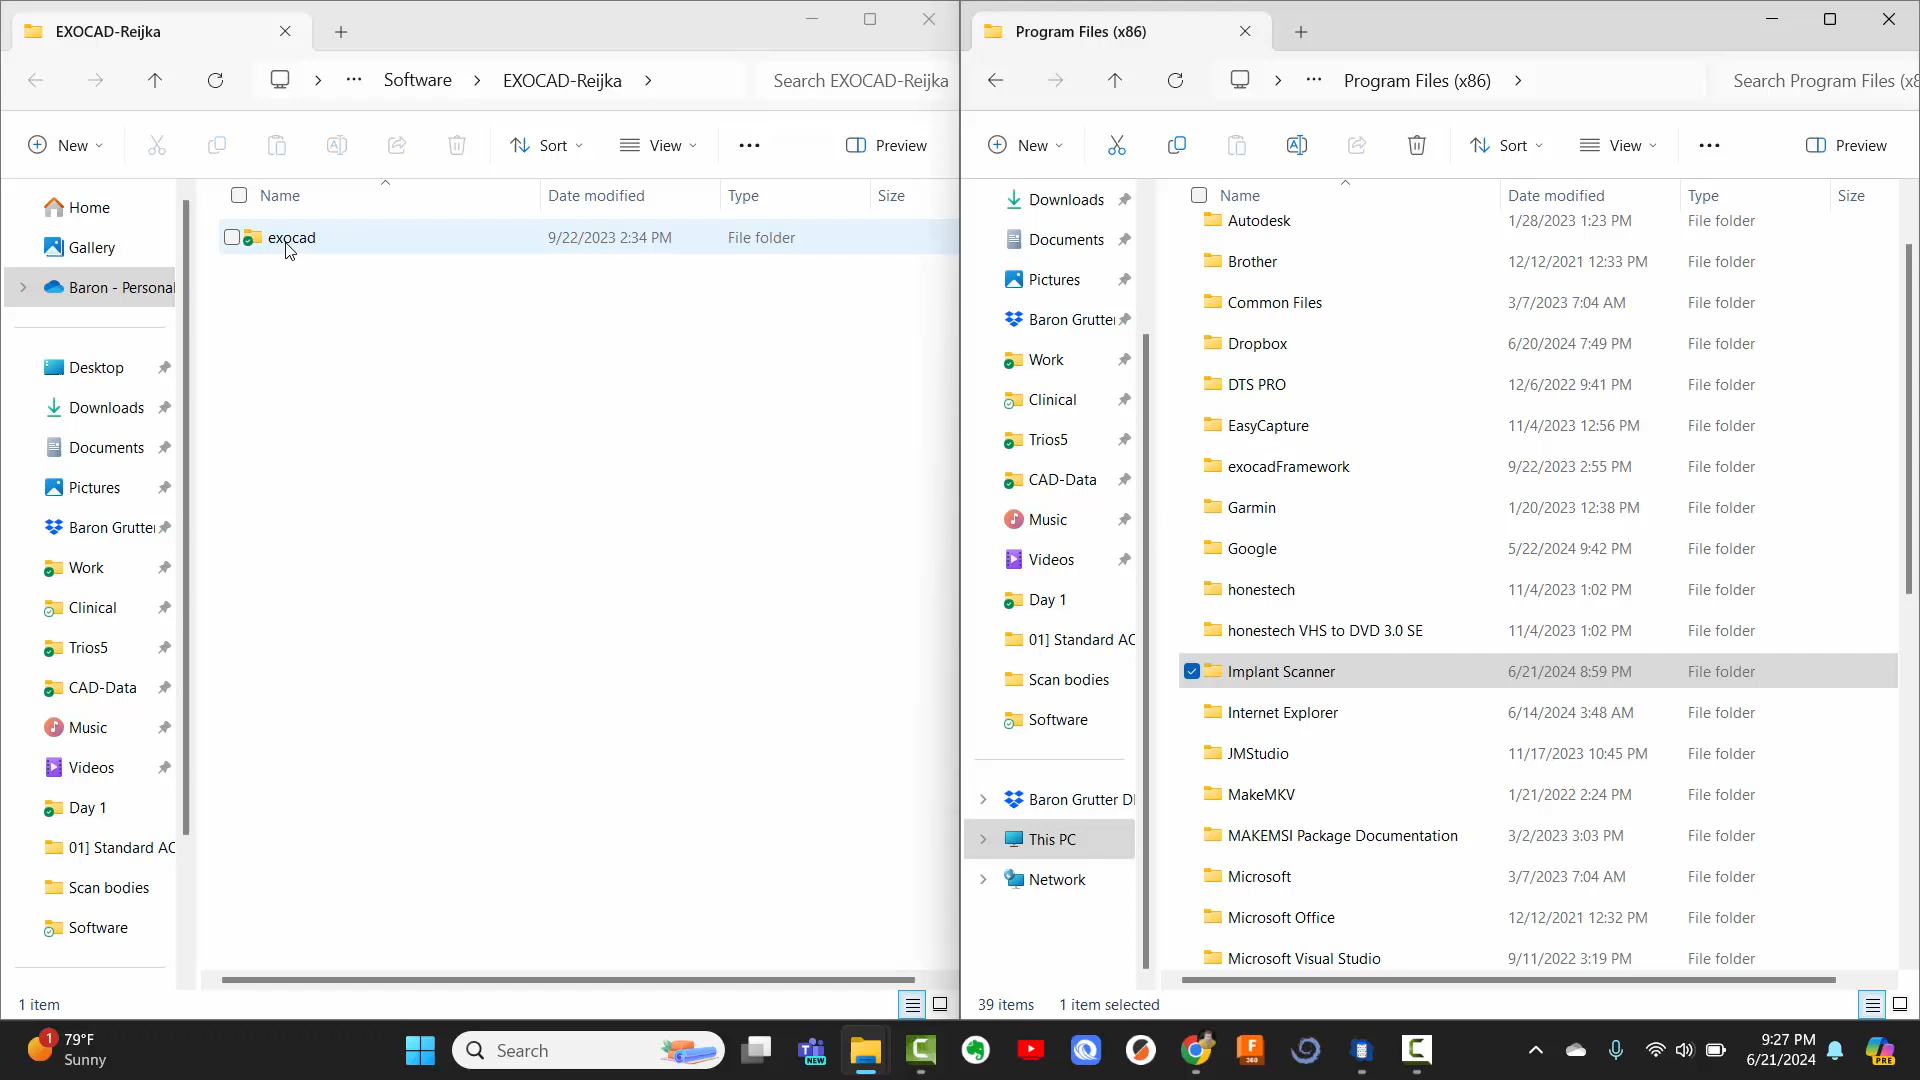 EXOCAD-Reijka
Software
EXOCAD-Reijka
Search EXOCAD-Reijka
New
Sort
View
Preview
Home
Gallery
Baron - Personal
Desktop
Downloads
Documents
Pictures
Baron Grutter
Work
Clinical
Trios5
CAD-Data
Music
Videos
Day 1
01] Standard AC
Scan bodies
Software
Name
Date modified
Type
Size
exocad
9/22/2023 2:34 PM
File folder
1 item
Program Files (x86)
Program Files (x86)
Search Program Files (x8
New
Sort
View
Preview
Downloads
Documents
Pictures
Baron Grutter
Work
Clinical
Trios5
CAD-Data
Music
Videos
Day 1
01] Standard AC
Scan bodies
Software
Baron Grutter D
This PC
Network
Name Date modified Type Size
Autodesk 1/28/2023 1:23 PM File folder
Brother 12/12/2021 12:33 PM File folder
Common Files 3/7/2023 7:04 AM File folder
Dropbox 6/20/2024 7:49 PM File folder
DTS PRO 12/6/2022 9:41 PM File folder
EasyCapture 11/4/2023 12:56 PM File folder
exocadFramework 9/22/2023 2:55 PM File folder
Garmin 1/20/2023 12:38 PM File folder
Google 5/22/2024 9:42 PM File folder
honestech 11/4/2023 1:02 PM File folder
honestech VHS to DVD 3.0 SE 11/4/2023 1:02 PM File folder
Implant Scanner 6/21/2024 8:59 PM File folder
Internet Explorer 6/14/2024 3:48 AM File folder
JMStudio 11/17/2023 10:45 PM File folder
MakeMKV 1/21/2022 2:24 PM File folder
MAKEMSI Package Documentation 3/2/2023 3:03 PM File folder
Microsoft 3/7/2023 7:04 AM File folder
Microsoft Office 12/12/2021 12:32 PM File folder
Microsoft Visual Studio 9/11/2022 3:19 PM File folder
39 items 1 item selected
1
79°F
Sunny
Search
NEW
F
360
9:27 PM
6/21/2024
PRE